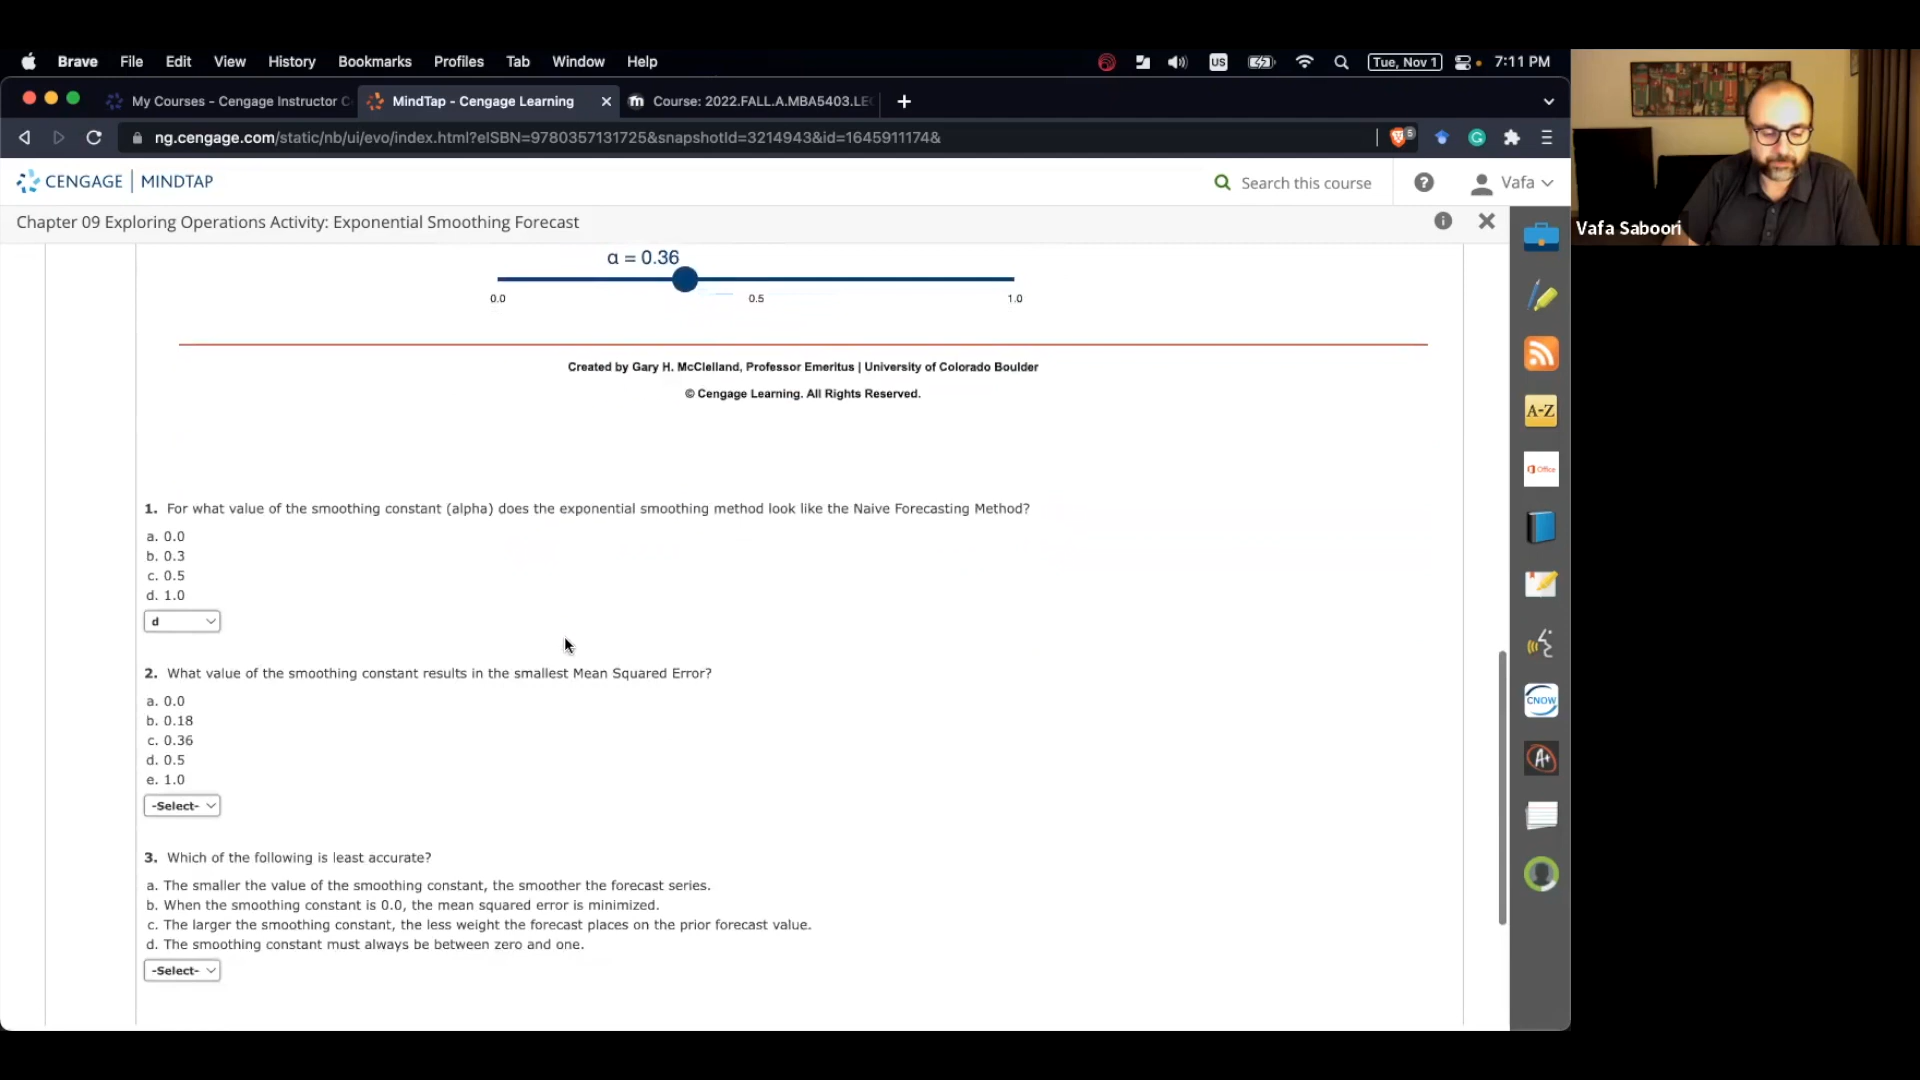 Brave File Edit View History Bookmarks Profiles Tab Window Help US Tue, Nov 1 7:11 PM
My Courses - Cengage Instructor C MindTap - Cengage Learning Course: 2022.FALL.A.MBA5403.LEC
ng.cengage.com/static/nb/ui/evo/index.html?eISBN=9780357131725&snapshotId=3214943&id=1645911174& 5
CENGAGE | MINDTAP Search this course Vafa
Chapter 09 Exploring Operations Activity: Exponential Smoothing Forecast
Vafa Saboori
α = 0.36
0.0 0.5 1.0
Created by Gary H. McClelland, Professor Emeritus | University of Colorado Boulder
© Cengage Learning. All Rights Reserved.
1. For what value of the smoothing constant (alpha) does the exponential smoothing method look like the Naive Forecasting Method?
a. 0.0
b. 0.3
c. 0.5
d. 1.0
d
2. What value of the smoothing constant results in the smallest Mean Squared Error?
a. 0.0
b. 0.18
c. 0.36
d. 0.5
e. 1.0
-Select-
3. Which of the following is least accurate?
a. The smaller the value of the smoothing constant, the smoother the forecast series.
b. When the smoothing constant is 0.0, the mean squared error is minimized.
c. The larger the smoothing constant, the less weight the forecast places on the prior forecast value.
d. The smoothing constant must always be between zero and one.
-Select-
A-Z
Office
CNOW
A+